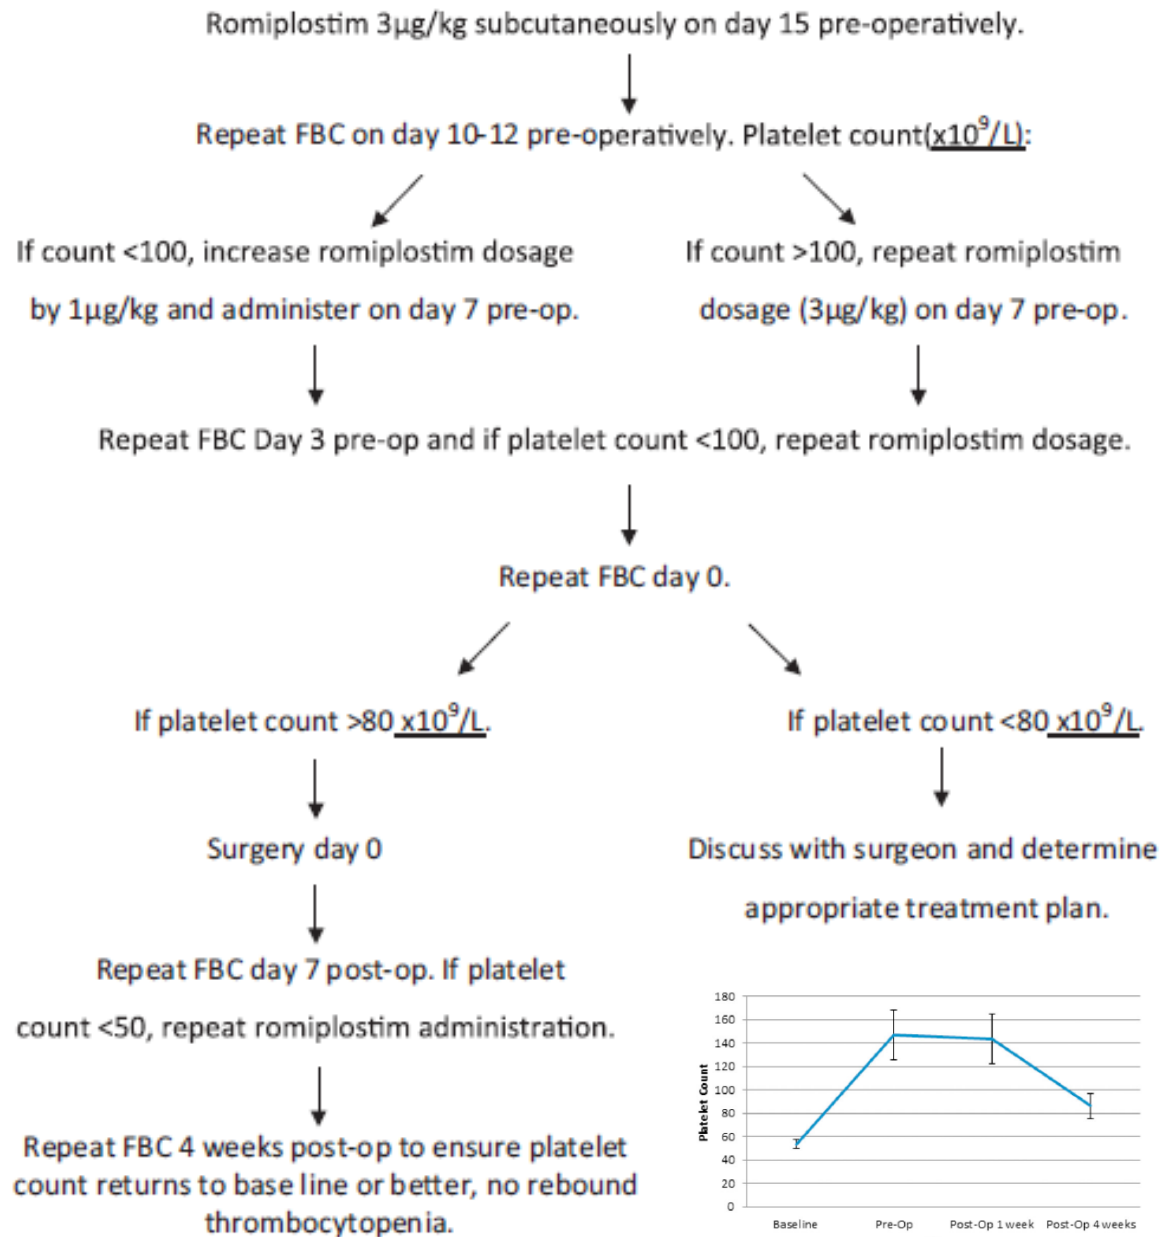 Romiplostim 3µg/kg subcutaneously on day 15 pre-operatively.
Repeat FBC on day 10-12 pre-operatively. Platelet count(x10⁹/L):
If count <100, increase romiplostim dosage
by 1µg/kg and administer on day 7 pre-op.
If count >100, repeat romiplostim
dosage (3µg/kg) on day 7 pre-op.
Repeat FBC Day 3 pre-op and if platelet count <100, repeat romiplostim dosage.
Repeat FBC day 0.
If platelet count >80 x10⁹/L.
If platelet count <80 x10⁹/L.
Surgery day 0
Discuss with surgeon and determine
appropriate treatment plan.
Repeat FBC day 7 post-op. If platelet
count <50, repeat romiplostim administration.
Repeat FBC 4 weeks post-op to ensure platelet
count returns to base line or better, no rebound
thrombocytopenia.
Platelet Count
180
160
140
120
100
80
60
40
20
0
Baseline Pre-Op Post-Op 1 week Post-Op 4 weeks